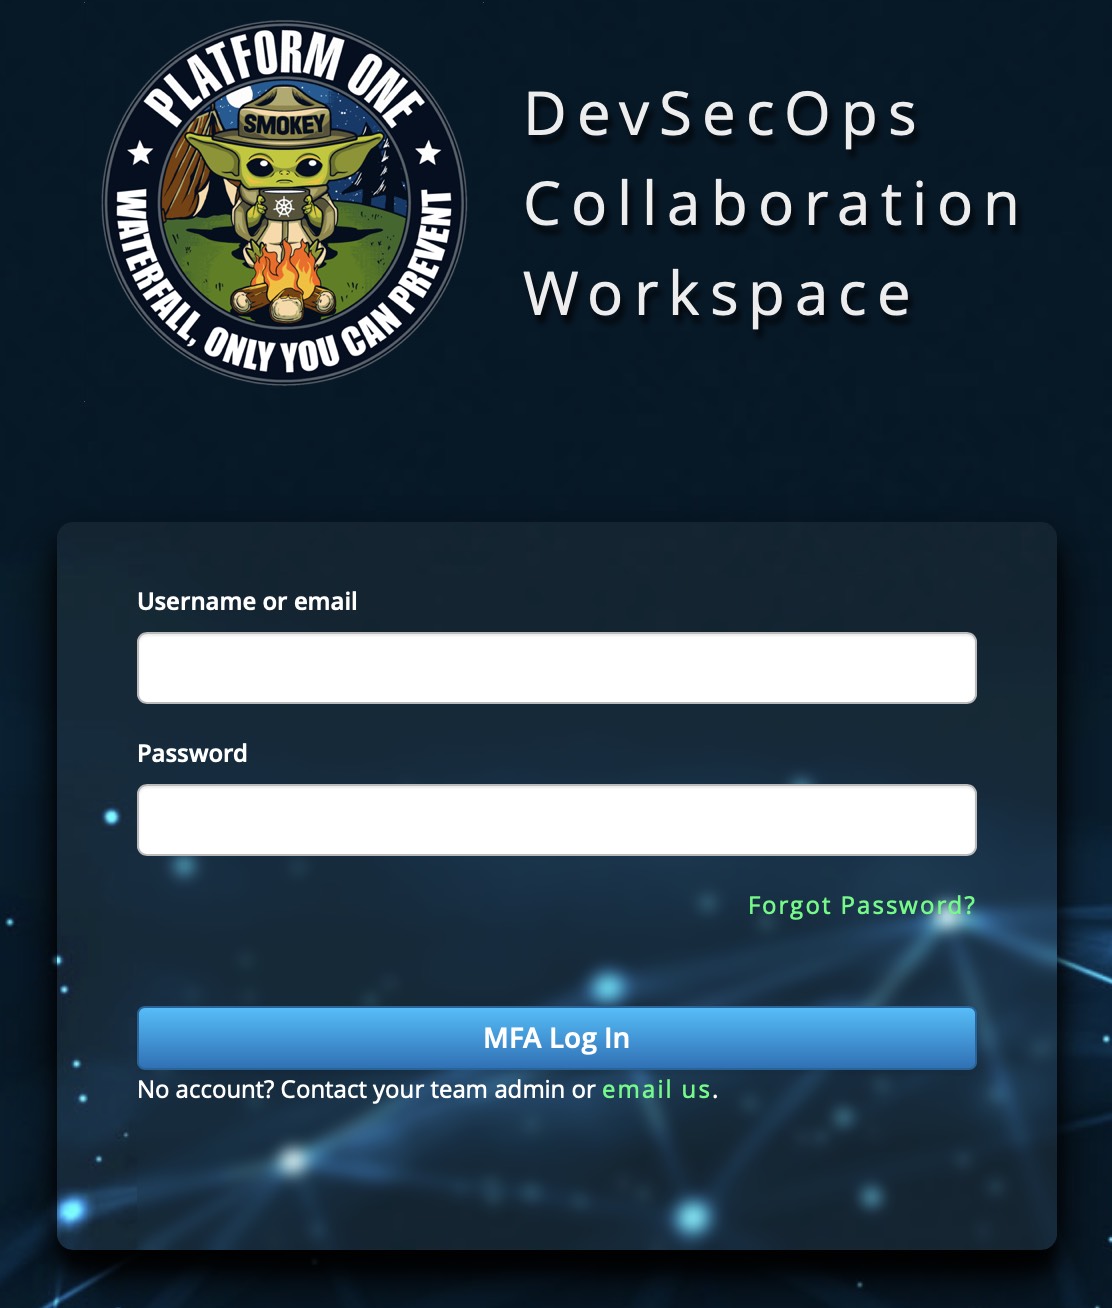 PLATFORM ONE
SMOKEY
WATERFALL, ONLY YOU CAN PREVENT
DevSecOps
Collaboration
Workspace
Username or email
Password
Forgot Password?
MFA Log In
No account? Contact your team admin or email us.